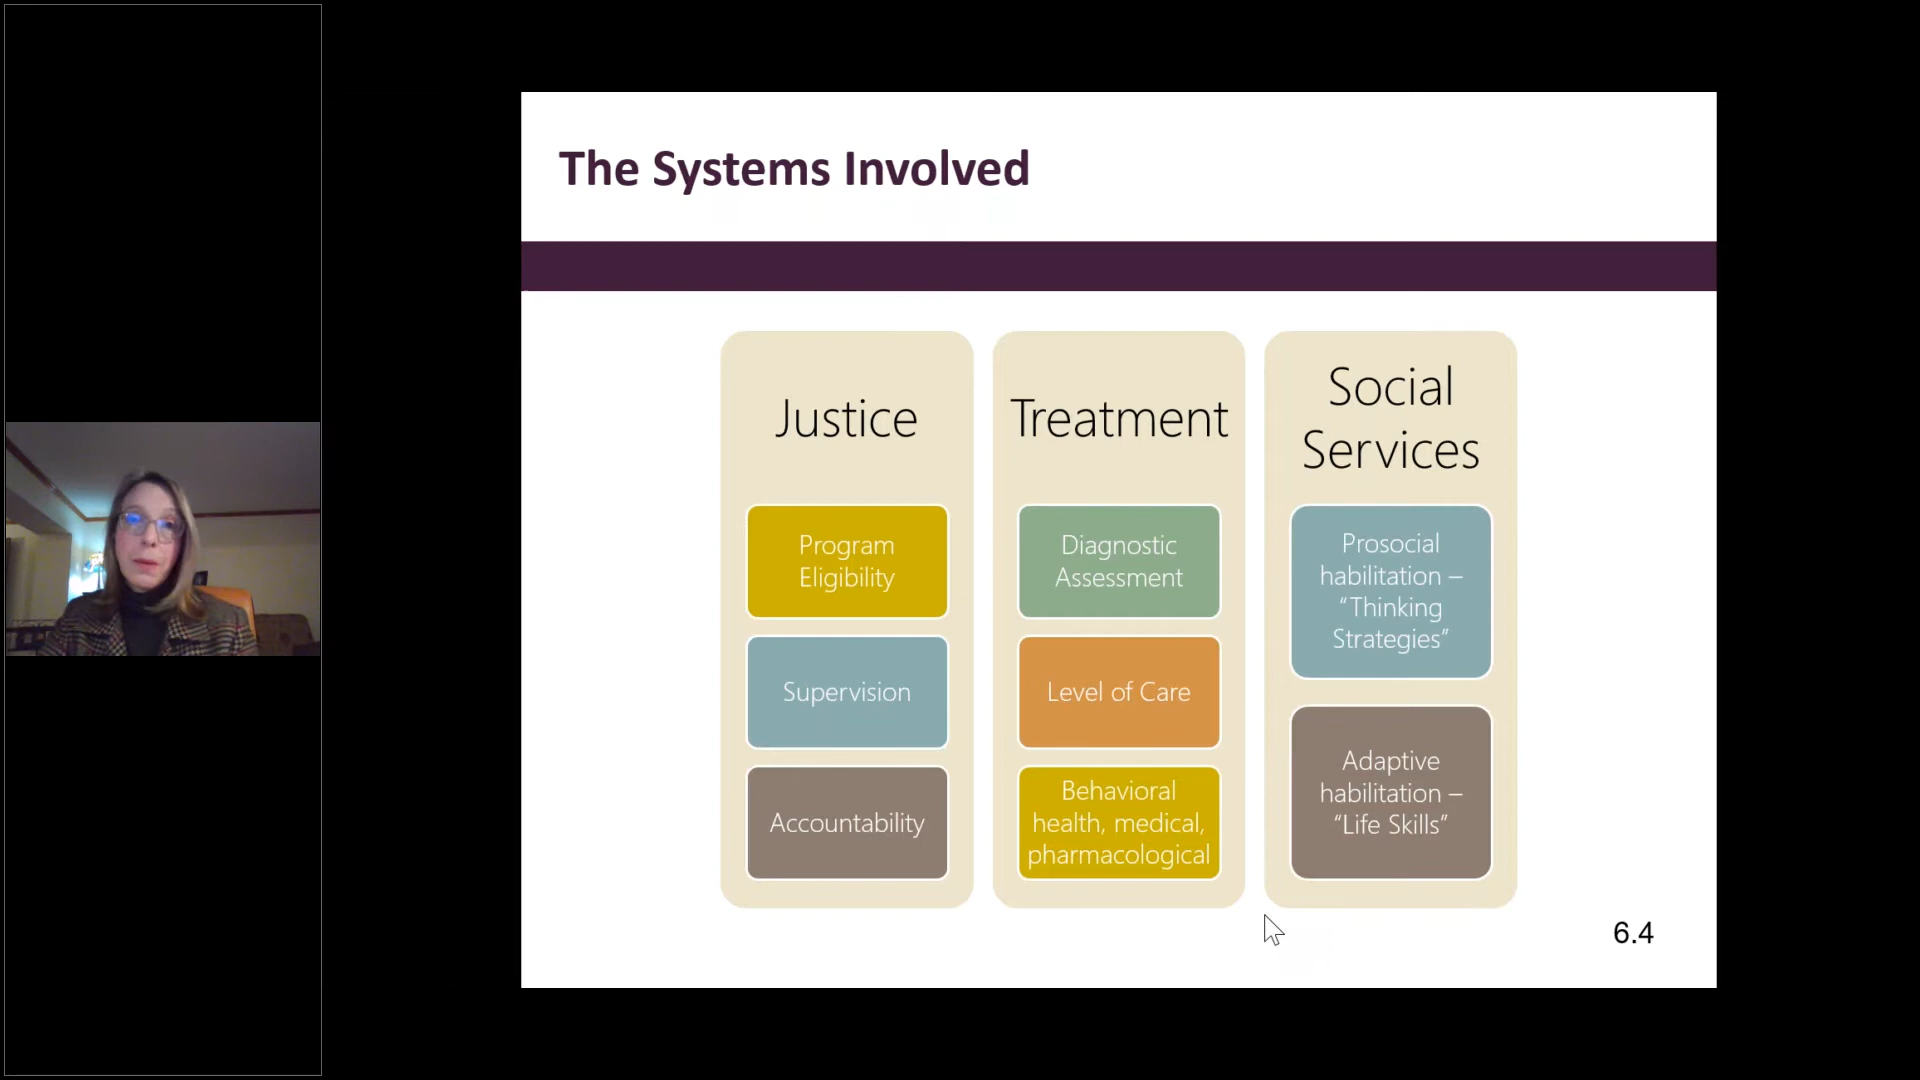 The Systems Involved
Justice
Program
Eligibility
Supervision
Accountability
Treatment
Diagnostic
Assessment
Level of Care
Behavioral
health, medical,
pharmacological
Social
Services
Prosocial
habilitation –
“Thinking
Strategies”
Adaptive
habilitation –
“Life Skills”
6.4